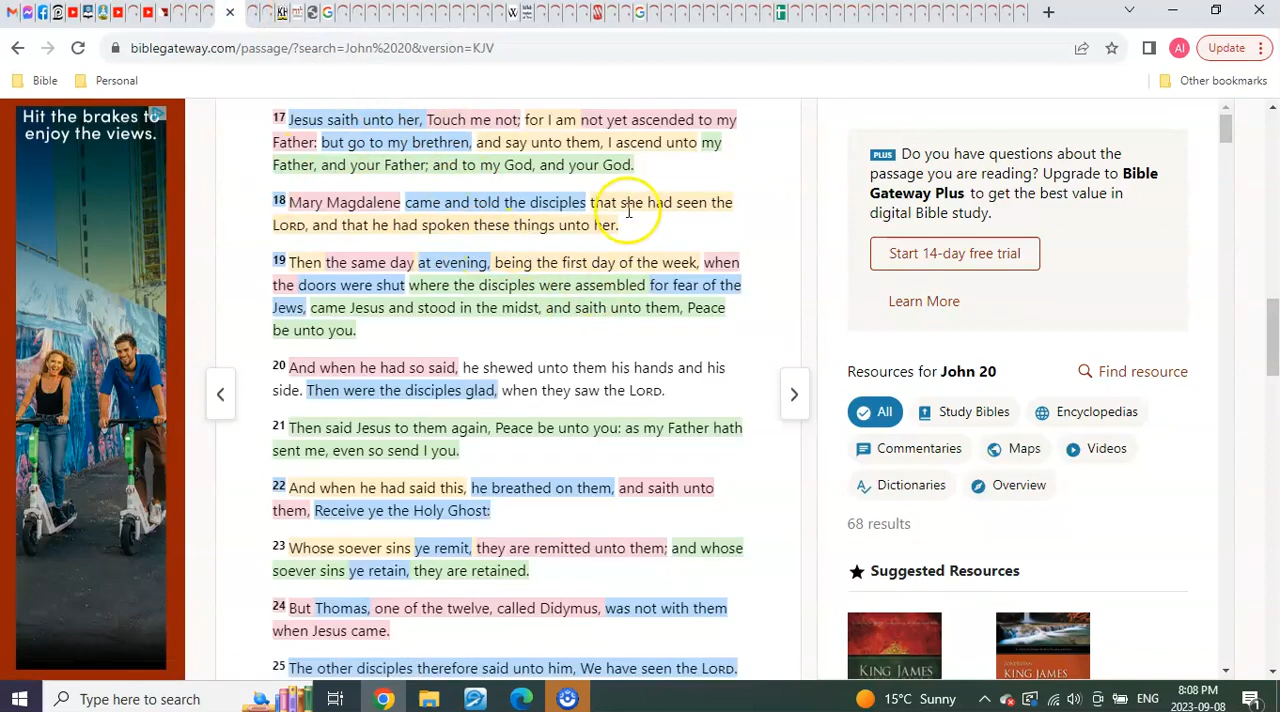 biblegateway.com/passage/?search=John%2020&version=KJV
AI
Update
Bible
Personal
Other bookmarks
Hit the brakes to
enjoy the views.
17 Jesus saith unto her, Touch me not; for I am not yet ascended to my
Father: but go to my brethren, and say unto them, I ascend unto my
Father, and your Father; and to my God, and your God.
18 Mary Magdalene came and told the disciples that she had seen the
LORD, and that he had spoken these things unto her.
19 Then the same day at evening, being the first day of the week, when
the doors were shut where the disciples were assembled for fear of the
Jews, came Jesus and stood in the midst, and saith unto them, Peace
be unto you.
20 And when he had so said, he shewed unto them his hands and his
side. Then were the disciples glad, when they saw the LORD.
21 Then said Jesus to them again, Peace be unto you: as my Father hath
sent me, even so send I you.
22 And when he had said this, he breathed on them, and saith unto
them, Receive ye the Holy Ghost:
23 Whose soever sins ye remit, they are remitted unto them; and whose
soever sins ye retain, they are retained.
24 But Thomas, one of the twelve, called Didymus, was not with them
when Jesus came.
25 The other disciples therefore said unto him, We have seen the LORD.
PLUS Do you have questions about the
passage you are reading? Upgrade to Bible
Gateway Plus to get the best value in
digital Bible study.
Start 14-day free trial
Learn More
Resources for John 20
Find resource
All
Study Bibles
Encyclopedias
Commentaries
Maps
Videos
Dictionaries
Overview
68 results
Suggested Resources
KING JAMES
KING JAMES
Type here to search
15°C Sunny
ENG
8:08 PM
2023-09-08